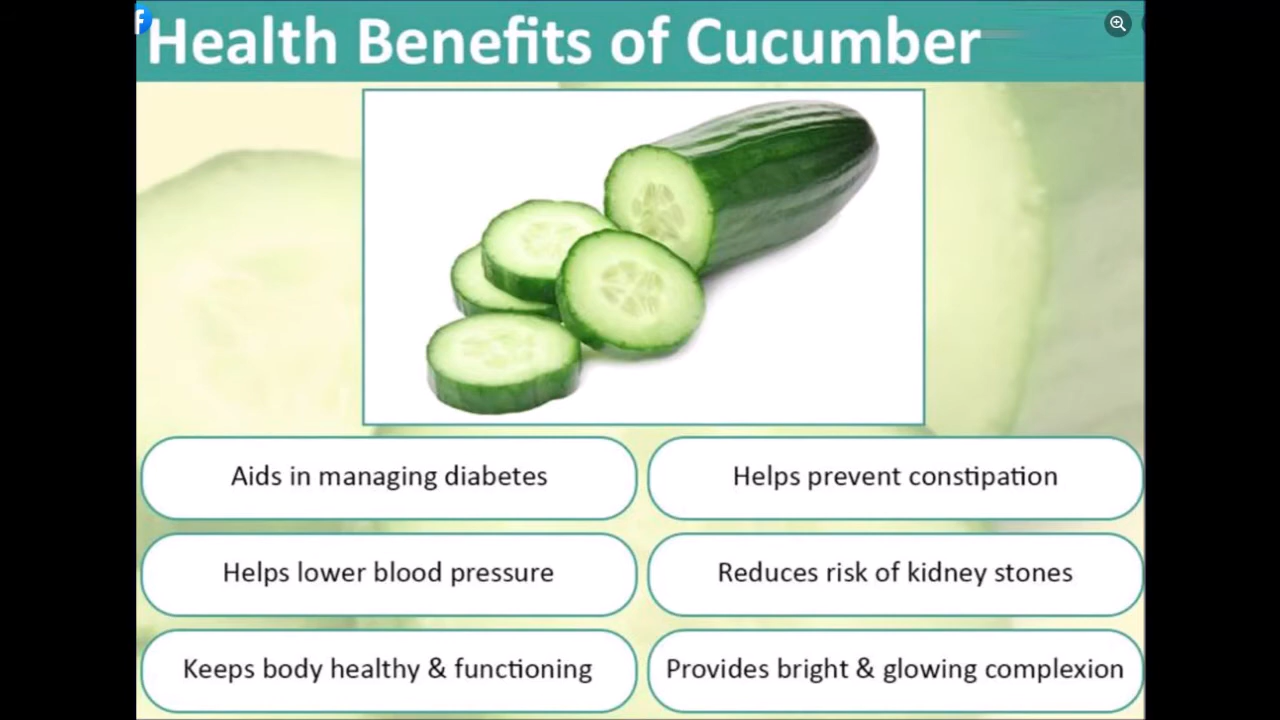 Health Benefits of Cucumber
Aids in managing diabetes
Helps prevent constipation
Helps lower blood pressure
Reduces risk of kidney stones
Keeps body healthy & functioning
Provides bright & glowing complexion